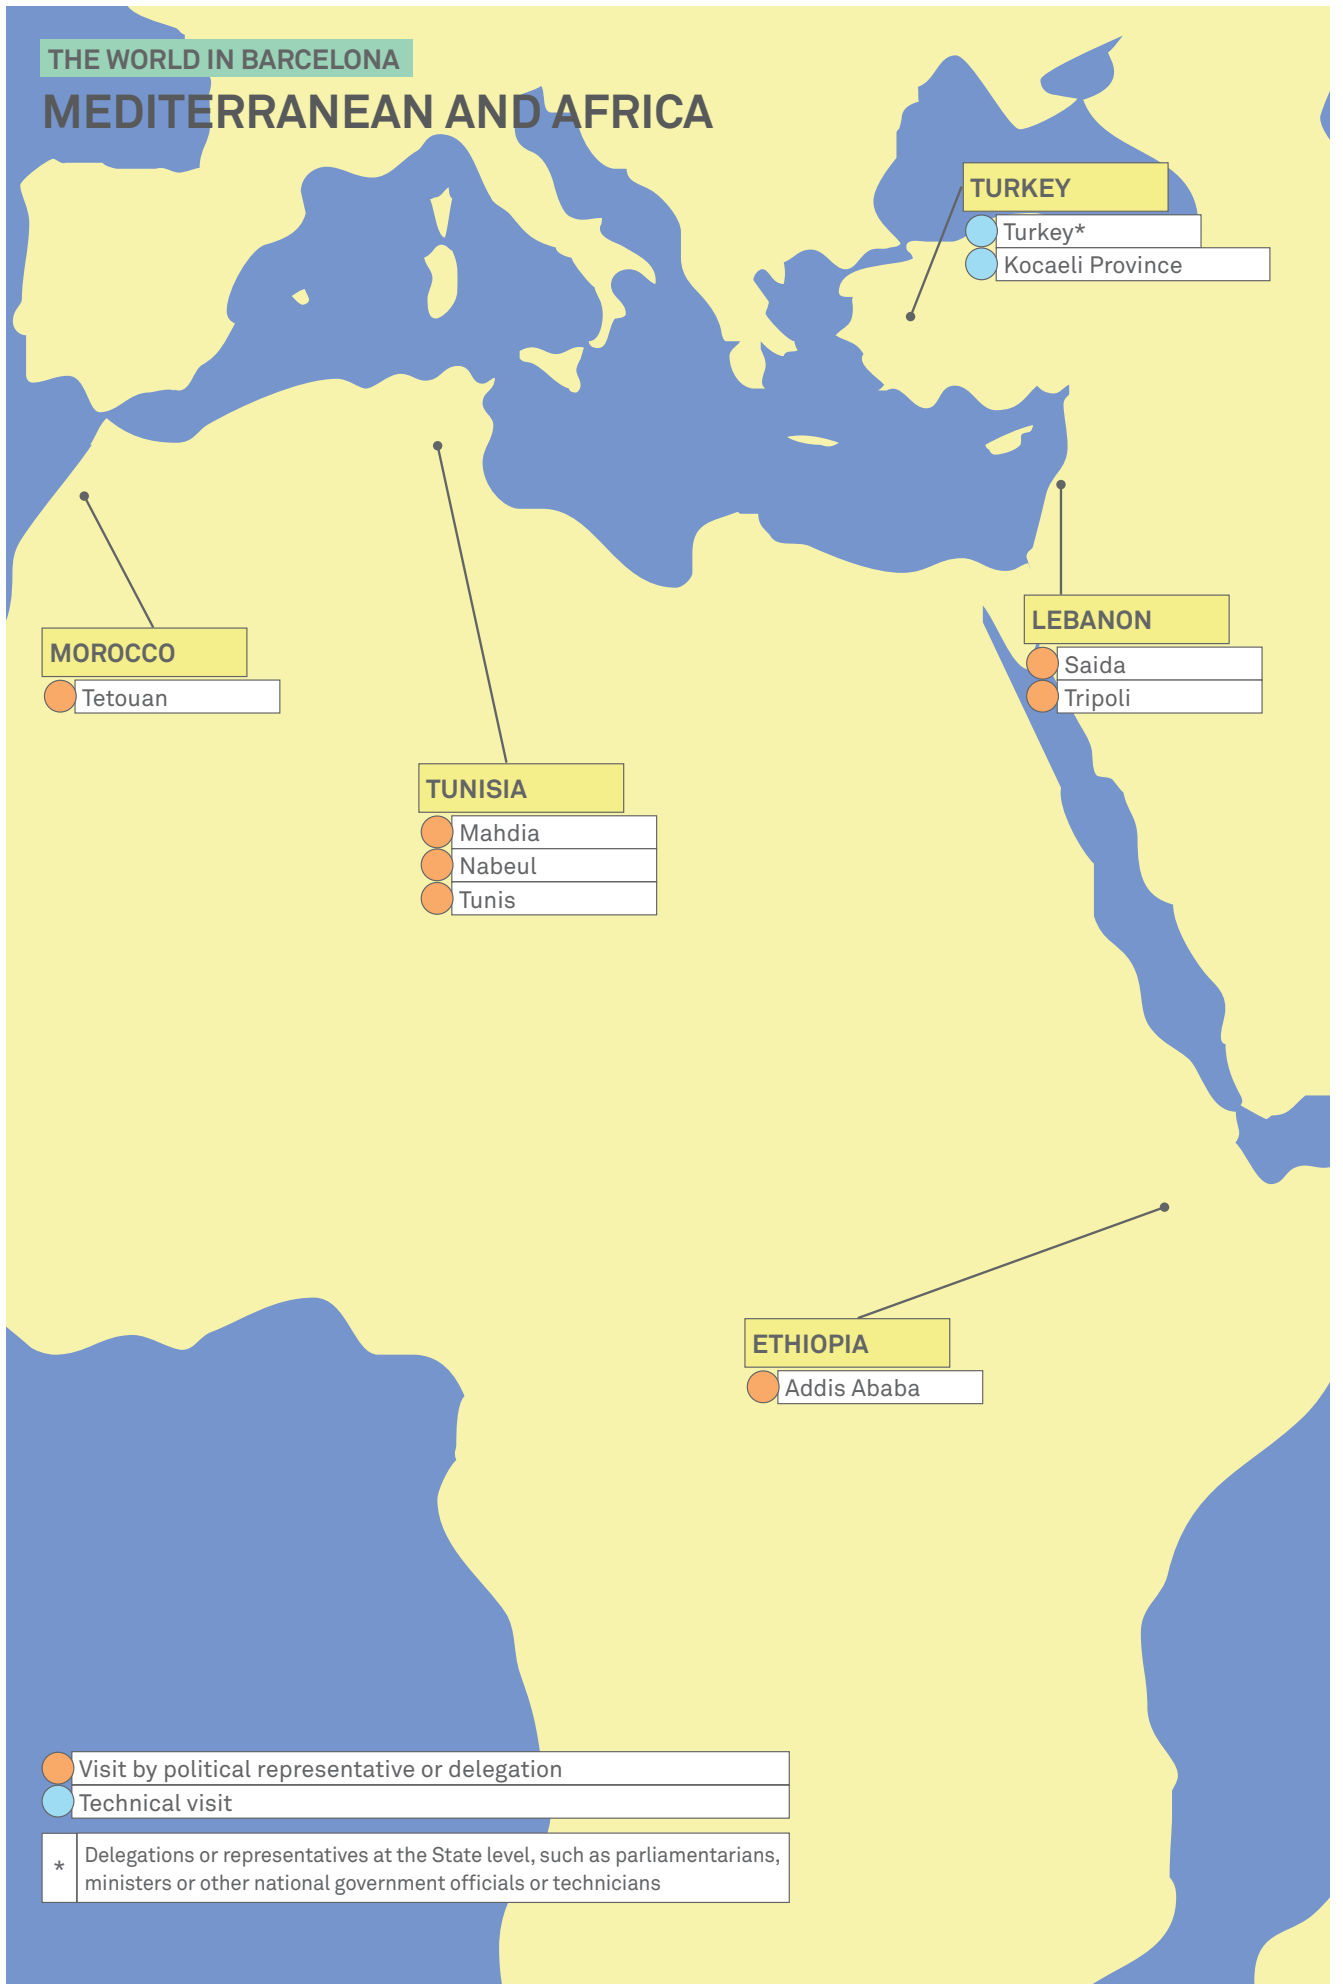 THE WORLD IN BARCELONA
MEDITERRANEAN AND AFRICA
TURKEY
Turkey*
Kocaeli Province
LEBANON
Saida
Tripoli
MOROCCO
Tetouan
TUNISIA
Mahdia
Nabeul
Tunis
ETHIOPIA
Addis Ababa
Visit by political representative or delegation
Technical visit
* Delegations or representatives at the State level, such as parliamentarians,
ministers or other national government officials or technicians